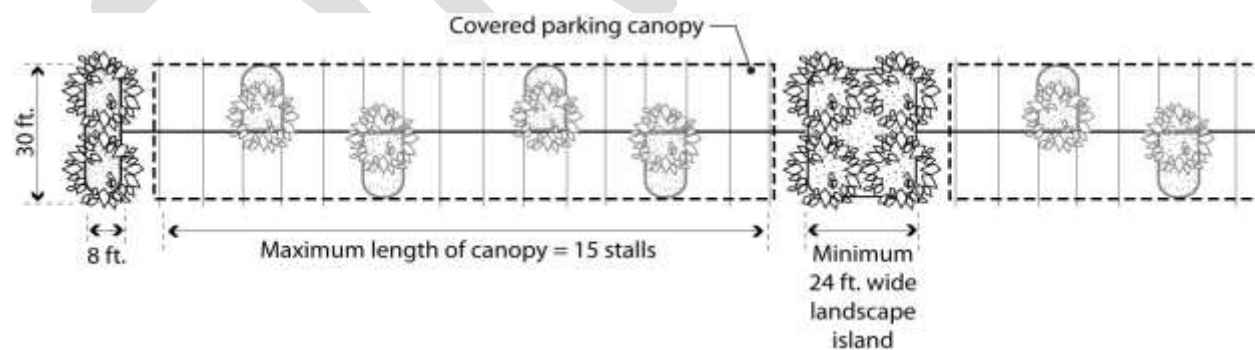 Covered parking canopy
30 ft.
8 ft.
Maximum length of canopy = 15 stalls
Minimum
24 ft. wide
landscape
island